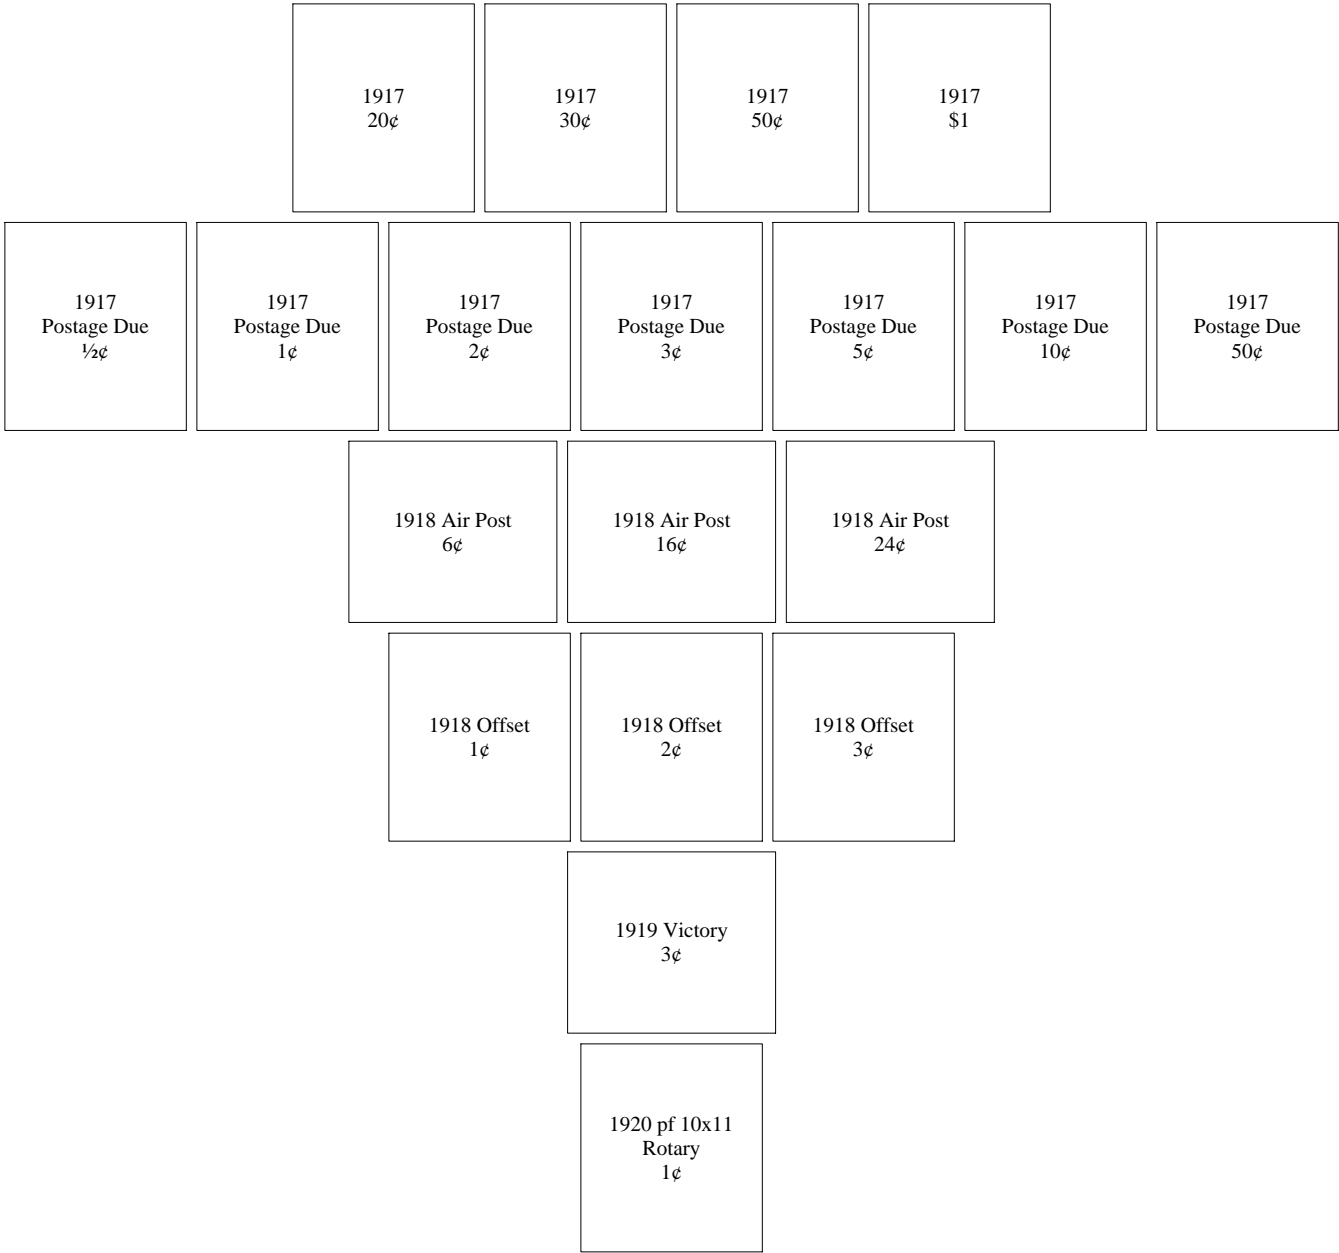 1917
20¢
1917
30¢
1917
50¢
1917
$1
1917
Postage Due
½¢
1917
Postage Due
1¢
1917
Postage Due
2¢
1917
Postage Due
3¢
1917
Postage Due
5¢
1917
Postage Due
10¢
1917
Postage Due
50¢
1918 Air Post
6¢
1918 Air Post
16¢
1918 Air Post
24¢
1918 Offset
1¢
1918 Offset
2¢
1918 Offset
3¢
1919 Victory
3¢
1920 pf 10x11
Rotary
1¢